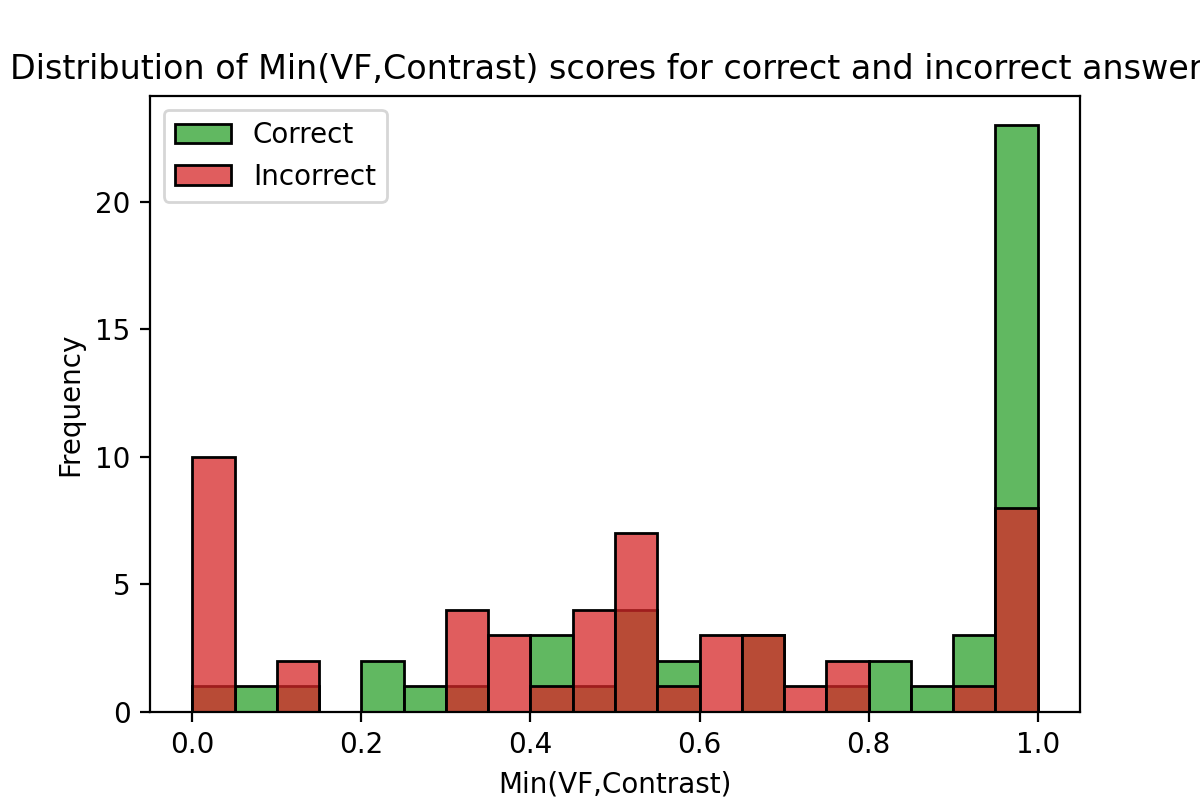 Distribution of Min(VF,Contrast) scores for correct and incorrect answer
Correct
Incorrect
Frequency
20
15
10
5
0
0.0 0.2 0.4 0.6 0.8 1.0
Min(VF,Contrast)